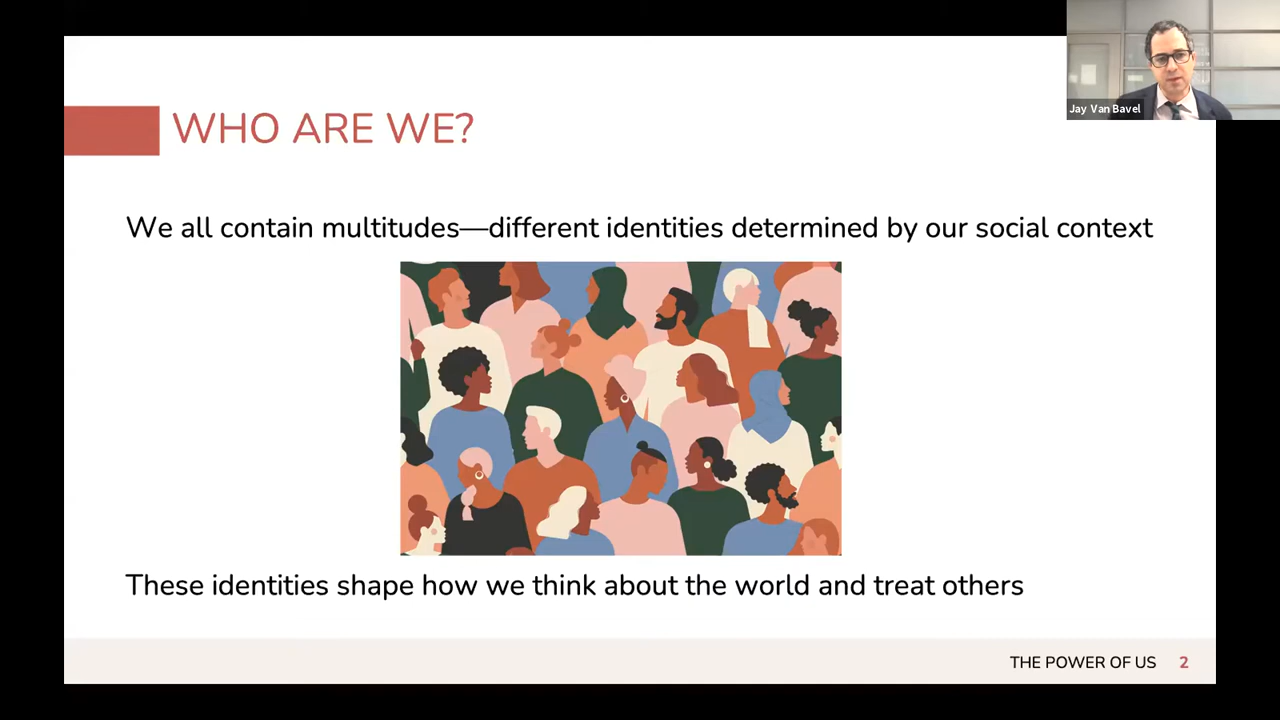 Jay Van Bavel
WHO ARE WE?
We all contain multitudes—different identities determined by our social context
These identities shape how we think about the world and treat others
THE POWER OF US 2